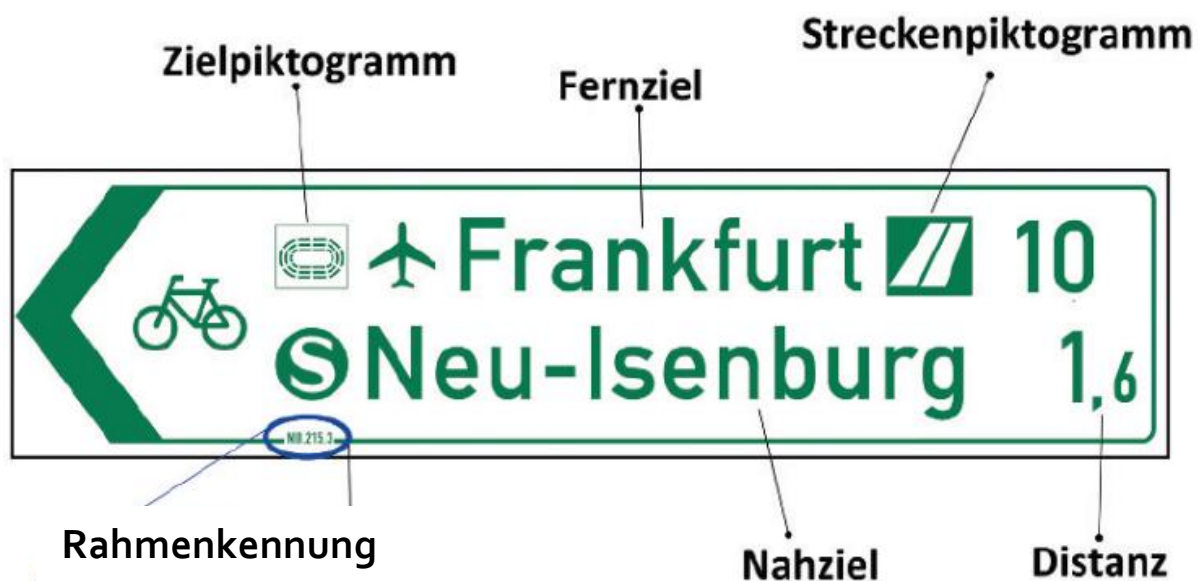 Streckenpiktogramm
Zielpiktogramm
Fernziel
Frankfurt 10
S Neu-Isenburg 1,6
Rahmenkennung
Nahziel
Distanz